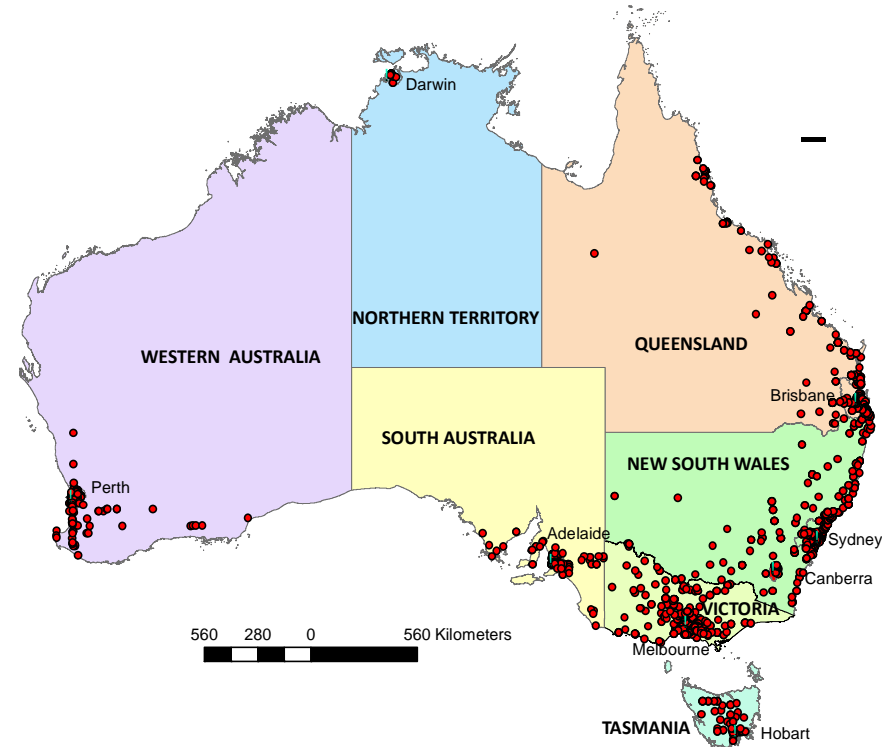 Darwin
NORTHERN TERRITORY
QUEENSLAND
WESTERN AUSTRALIA
Brisbane
SOUTH AUSTRALIA
NEW SOUTH WALES
Perth
Adelaide
Sydney
Canberra
VICTORIA
560 280 0 560 Kilometers
Melbourne
TASMANIA
Hobart